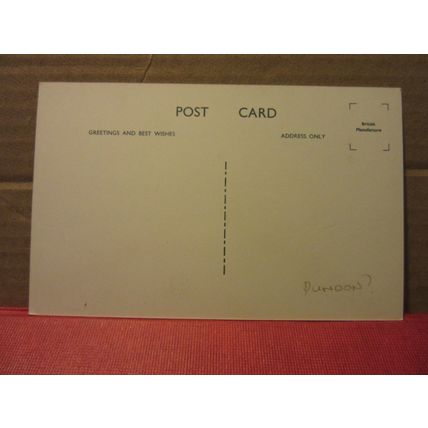 POST CARD
GREETINGS AND BEST WISHES
ADDRESS ONLY
British
Manufacture
DUNOON?